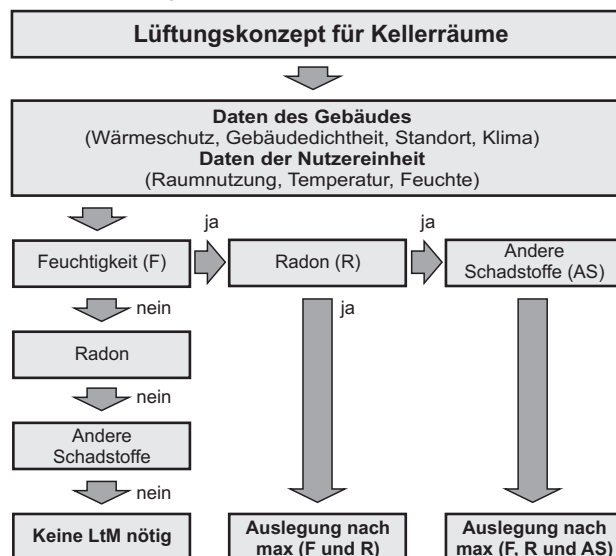 Lüftungskonzept für Kellerräume
Daten des Gebäudes
(Wärmeschutz, Gebäudedichtheit, Standort, Klima)
Daten der Nutzereinheit
(Raumnutzung, Temperatur, Feuchte)
ja
ja
Feuchtigkeit (F)
Radon (R)
Andere
Schadstoffe (AS)
nein
ja
Radon
nein
Andere
Schadstoffe
nein
Keine LtM nötig
Auslegung nach
max (F und R)
Auslegung nach
max (F, R und AS)